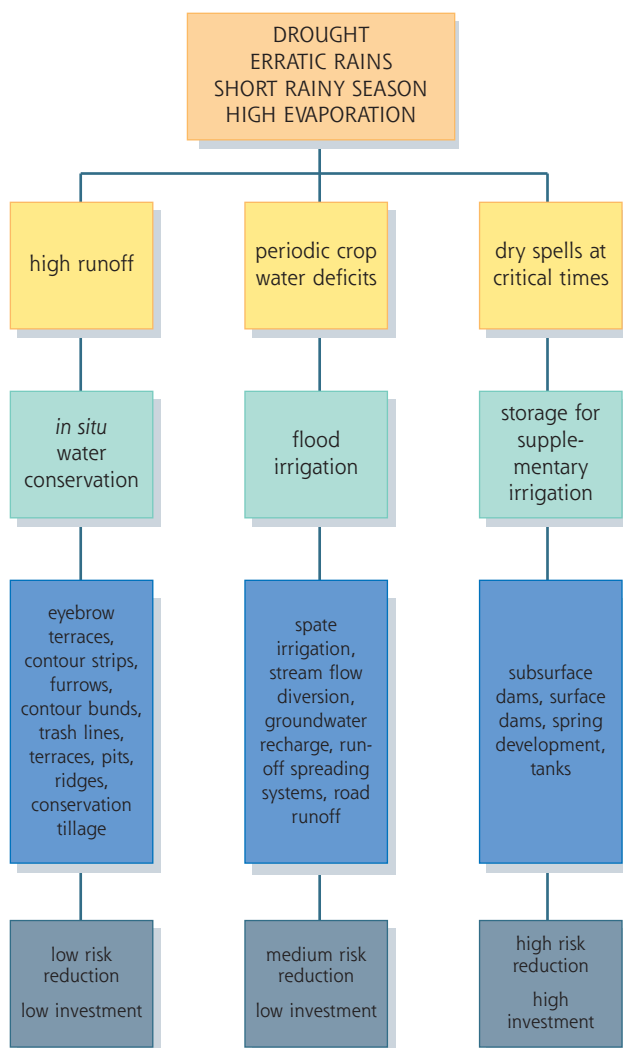 DROUGHT
ERRATIC RAINS
SHORT RAINY SEASON
HIGH EVAPORATION
high runoff
periodic crop
water deficits
dry spells at
critical times
in situ
water
conservation
flood
irrigation
storage for
supple-
mentary
irrigation
eyebrow
terraces,
contour strips,
furrows,
contour bunds,
trash lines,
terraces, pits,
ridges,
conservation
tillage
spate
irrigation,
stream flow
diversion,
groundwater
recharge, run-
off spreading
systems, road
runoff
subsurface
dams, surface
dams, spring
development,
tanks
low risk
reduction
low investment
medium risk
reduction
low investment
high risk
reduction
high
investment